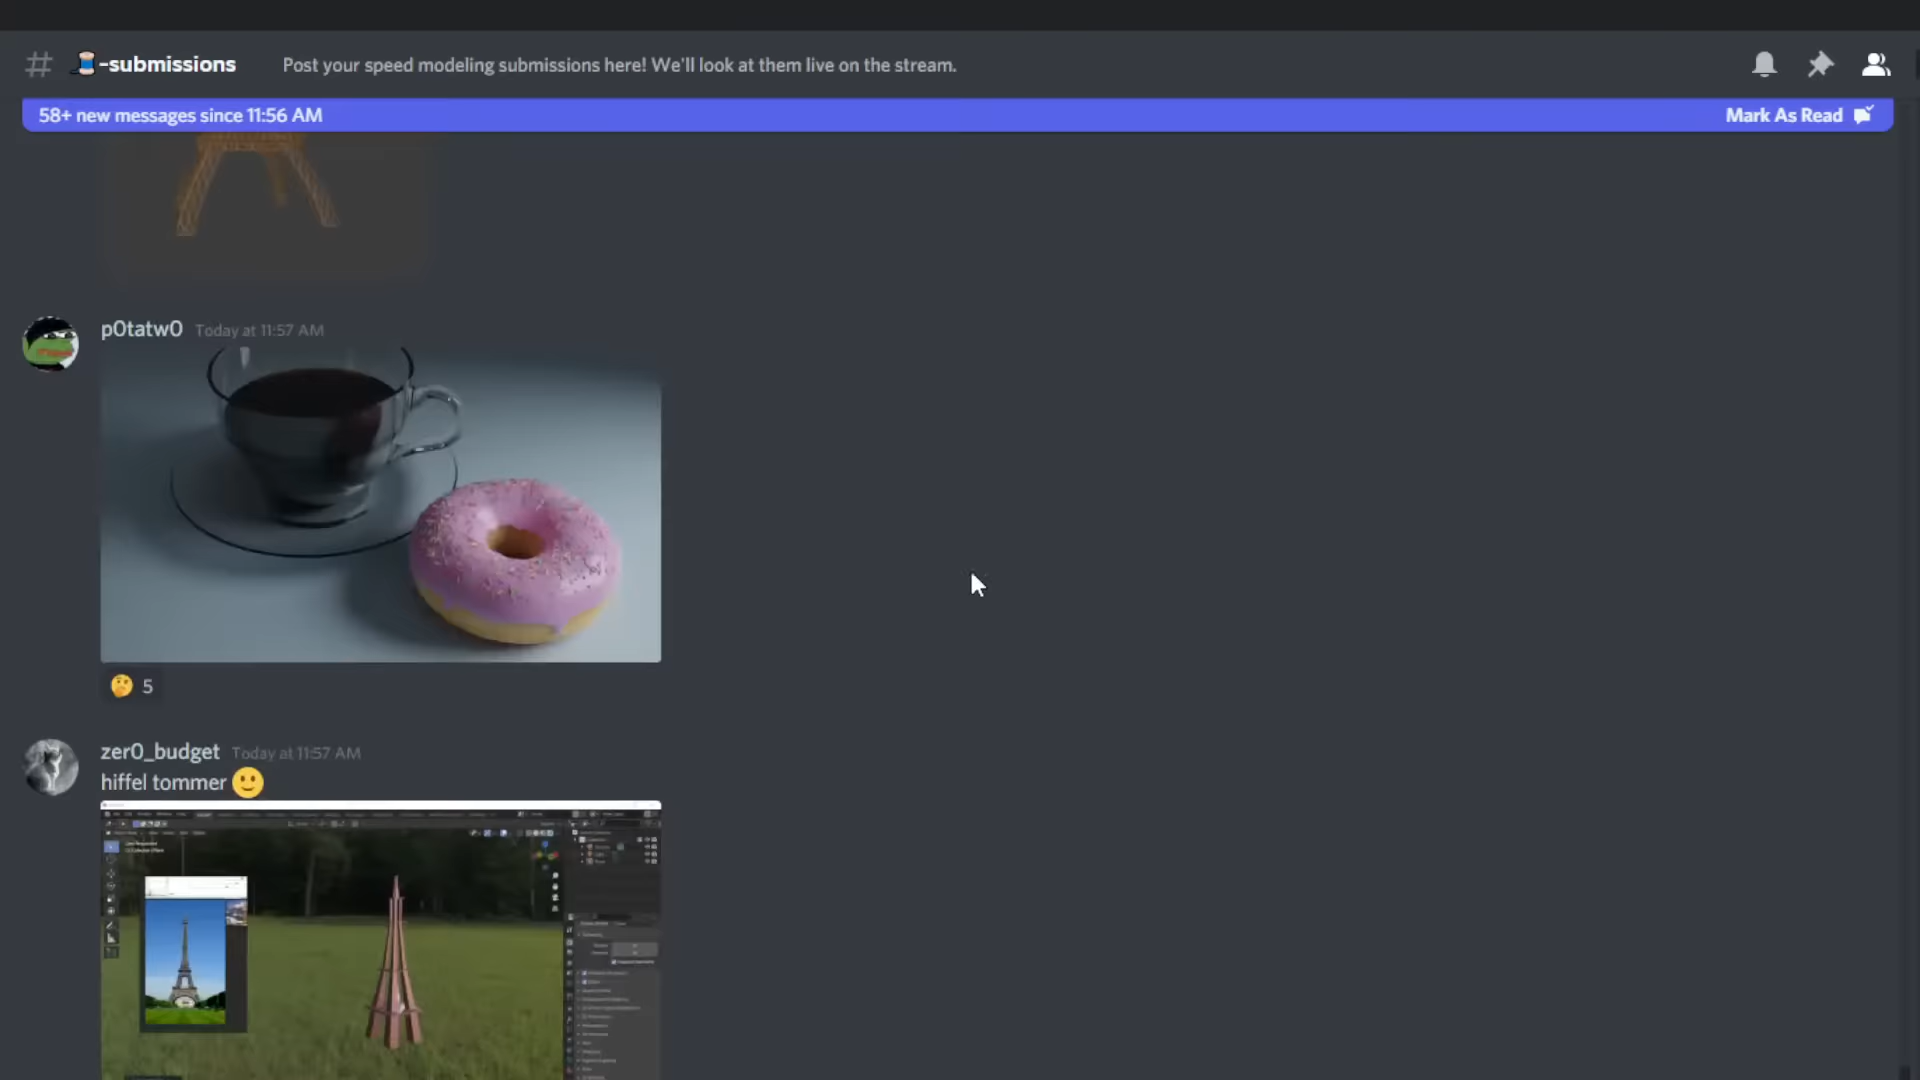 -submissions
Post your speed modeling submissions here! We'll look at them live on the stream.
58+ new messages since 11:56 AM
Mark As Read
p0tatw0 Today at 11:57 AM
5
zer0_budget Today at 11:57 AM
hiffel tommer